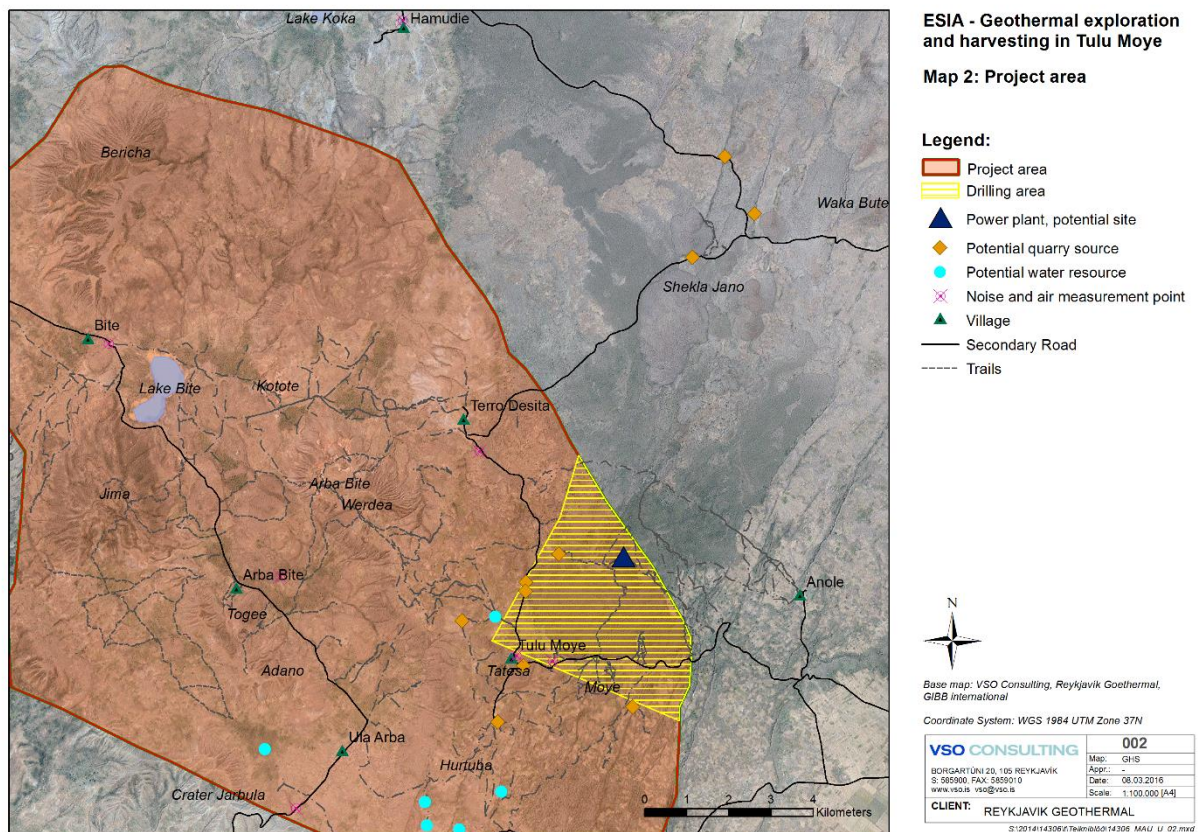 Lake Koka
Hamudie
Bericha
Waka Bute
Shekla Jano
Bite
Lake Bite
Kotote
Terro Desita
Arba Bite
Werdea
Jima
Arba Bite
Togee
Anole
Tulu Moye
Tatesa
Adano
Moye
Ula Arba
Hurtuba
Crater Jarbula
0 1 2 3 4
Kilometers
ESIA - Geothermal exploration
and harvesting in Tulu Moye
Map 2: Project area
Legend:
Project area
Drilling area
Power plant, potential site
Potential quarry source
Potential water resource
Noise and air measurement point
Village
Secondary Road
Trails
N
Base map: VSO Consulting, Reykjavik Goethermal,
GIBB international
Coordinate System: WGS 1984 UTM Zone 37N
VSO CONSULTING
BORGARTÚNI 20, 105 REYKJAVÍK
S: 585900, FAX: 5859010
www.vso.is vso@vso.is
002
Map: GHS
Appr.: -
Date: 08.03.2016
Scale: 1:100.000 [A4]
CLIENT: REYKJAVIK GEOTHERMAL